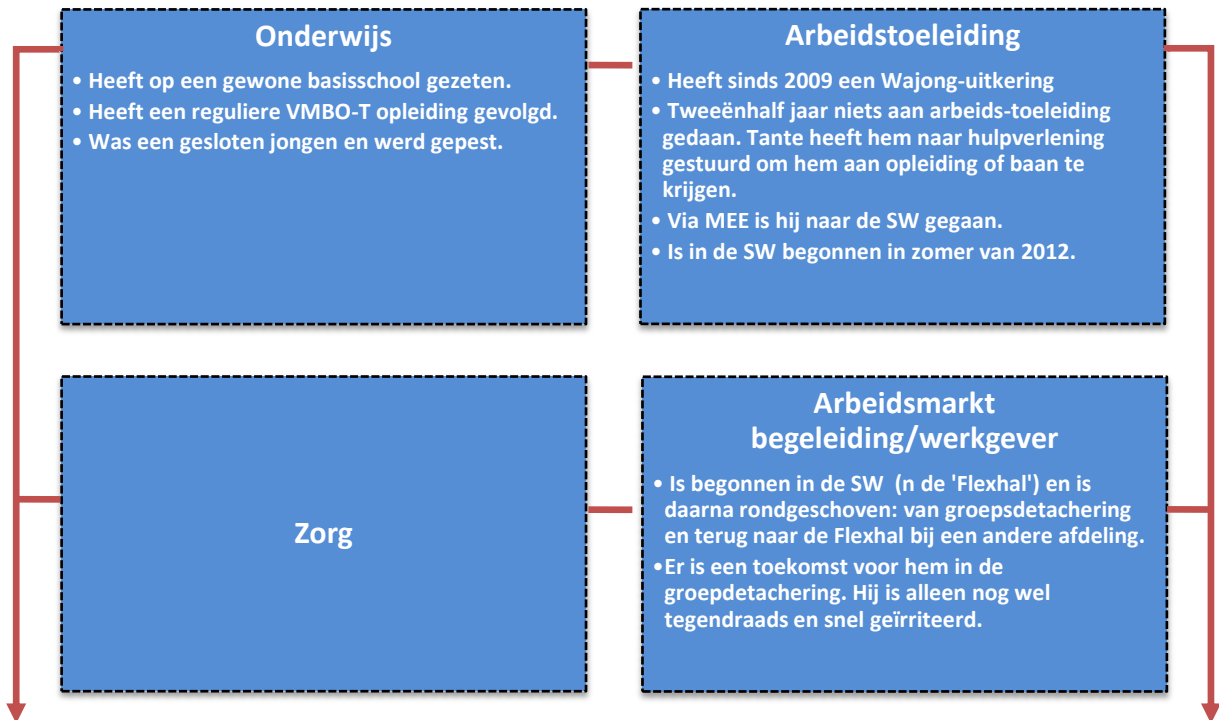 Onderwijs
• Heeft op een gewone basisschool gezeten.
• Heeft een reguliere VMBO-T opleiding gevolgd.
• Was een gesloten jongen en werd gepest.
Arbeidstoeleiding
• Heeft sinds 2009 een Wajong-uitkering
• Tweeënhalf jaar niets aan arbeids-toeleiding
gedaan. Tante heeft hem naar hulpverlening
gestuurd om hem aan opleiding of baan te
krijgen.
• Via MEE is hij naar de SW gegaan.
• Is in de SW begonnen in zomer van 2012.
Zorg
Arbeidsmarkt
begeleiding/werkgever
• Is begonnen in de SW (n de 'Flexhal') en is
daarna rondgeschoven: van groepsdetachering
en terug naar de Flexhal bij een andere afdeling.
•Er is een toekomst voor hem in de
groepdetachering. Hij is alleen nog wel
tegendraads en snel geïrriteerd.